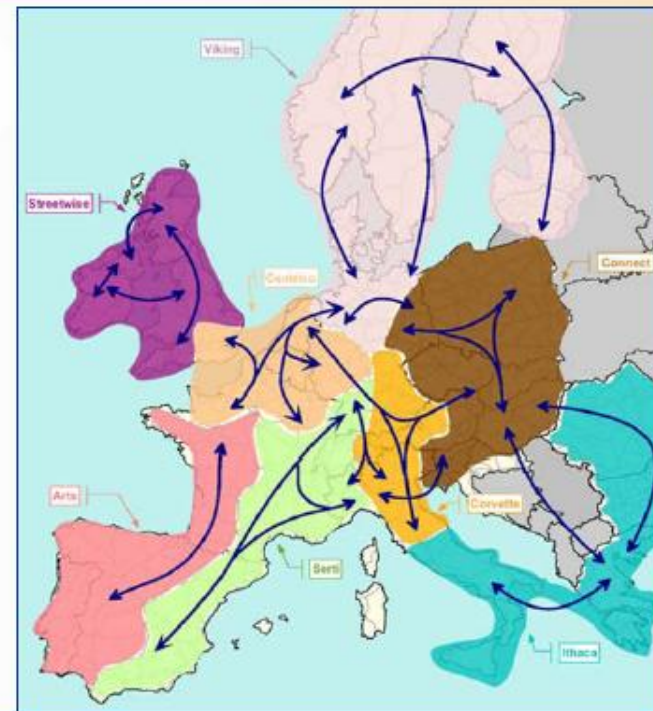 Viking
Streetwise
Centrico
Connect
Arts
Corvette
Serti
Ithaca